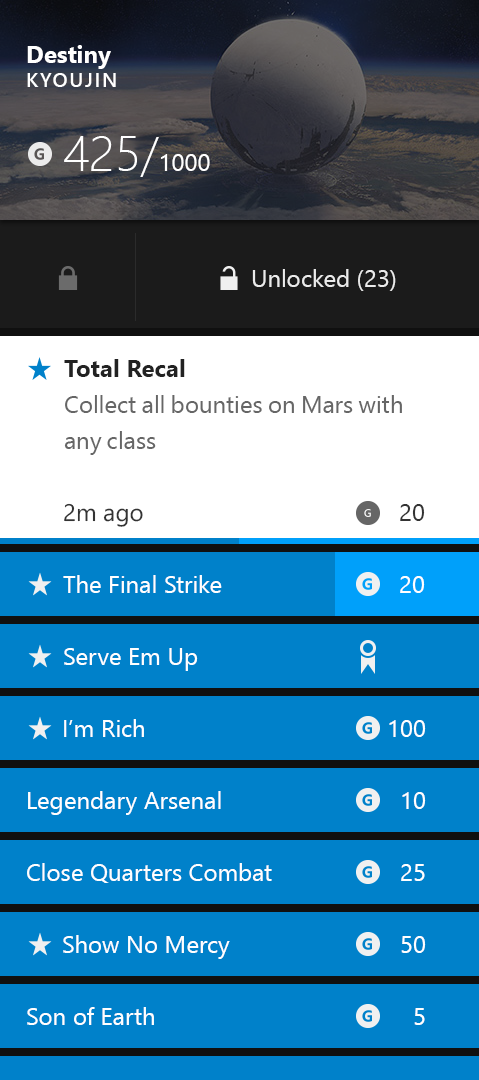 Destiny
KYOUJIN
G 425/1000
Unlocked (23)
Total Recal
Collect all bounties on Mars with
any class
2m ago G 20
The Final Strike G 20
Serve Em Up
I’m Rich G 100
Legendary Arsenal G 10
Close Quarters Combat G 25
Show No Mercy G 50
Son of Earth G 5